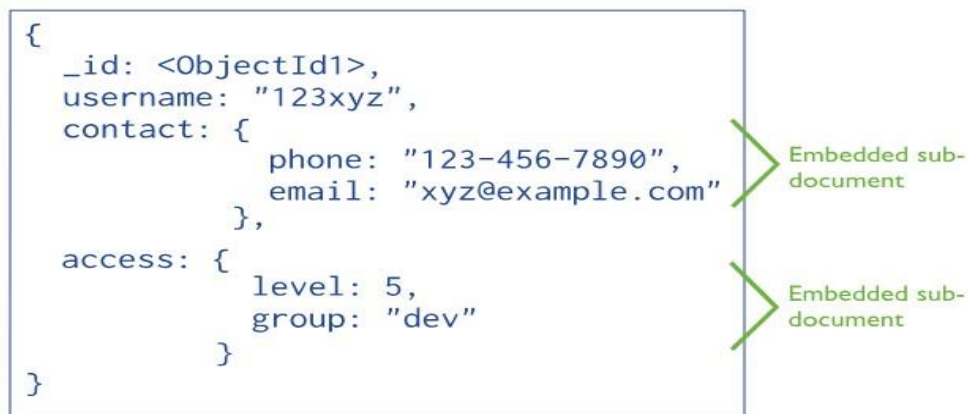 {
_id: <ObjectId1>,
username: "123xyz",
contact: {
phone: "123-456-7890",
email: "xyz@example.com"
},
access: {
level: 5,
group: "dev"
}
}
Embedded sub-
document
Embedded sub-
document